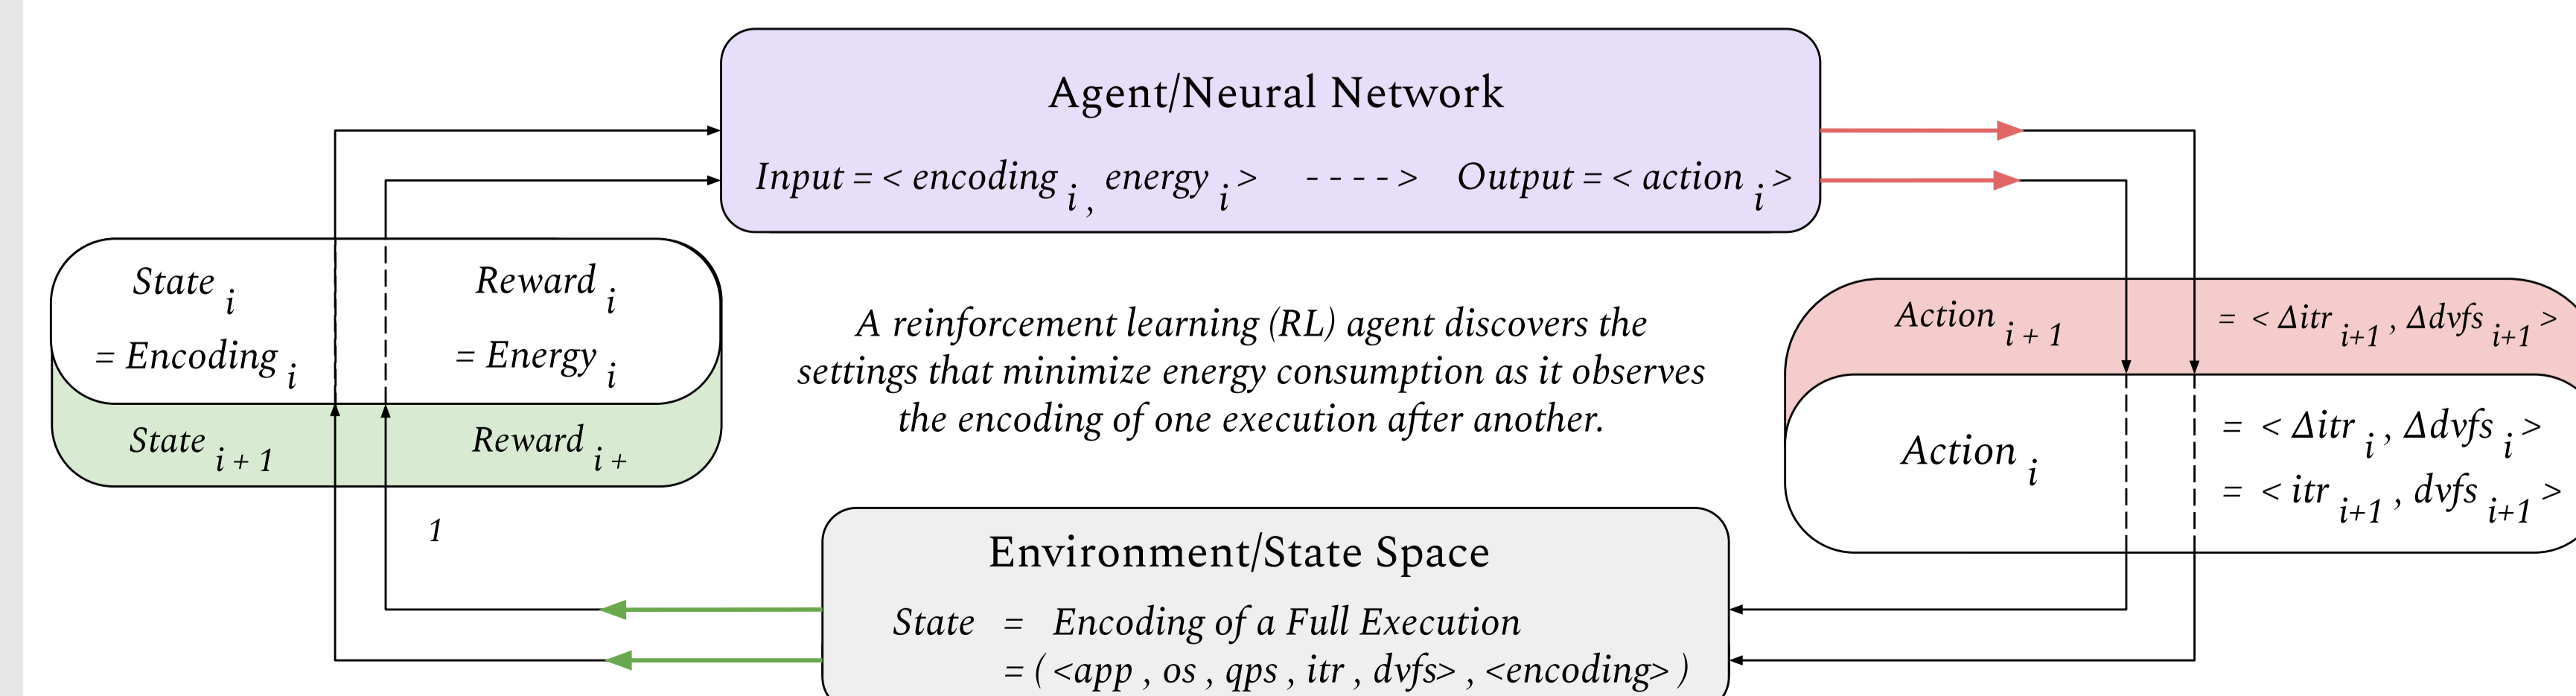 Agent/Neural Network
Input = < encoding i , energy i > - - - - > Output = < action i >
State i
= Encoding i
Reward i
= Energy i
State i + 1
Reward i +
1
A reinforcement learning (RL) agent discovers the
settings that minimize energy consumption as it observes
the encoding of one execution after another.
Action i + 1 = < Δitr i+1 , Δdvfs i+1 >
Action i
= < Δitr i , Δdvfs i >
= < itr i+1 , dvfs i+1 >
Environment/State Space
State = Encoding of a Full Execution
= ( <app , os , qps , itr , dvfs> , <encoding> )